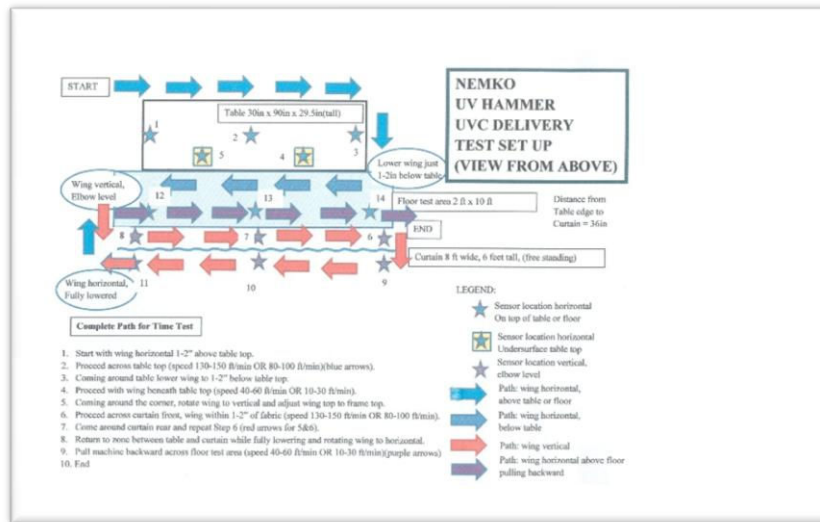 START
NEMKO
UV HAMMER
UVC DELIVERY
TEST SET UP
(VIEW FROM ABOVE)
Table 30in x 90in x 29.5in(tall)
1
2
3
5
4
Lower wing just
1-2in below table
Wing vertical,
Elbow level
12
13
14
Floor test area 2 ft x 10 ft
Distance from
Table edge to
Curtain = 36in
END
8
7
6
Curtain 8 ft wide, 6 feet tall, (free standing)
Wing horizontal,
Fully lowered
11
10
9
LEGEND:
Sensor location horizontal
On top of table or floor
Sensor location horizontal
Undersurface table top
Sensor location vertical,
elbow level
Path: wing horizontal,
above table or floor
Path: wing horizontal,
below table
Path: wing vertical
Path: wing horizontal above floor
pulling backward
Complete Path for Time Test
1. Start with wing horizontal 1-2" above table top.
2. Proceed across table top (speed 130-150 ft/min OR 80-100 ft/min)(blue arrows).
3. Coming around table lower wing to 1-2" below table top.
4. Proceed with wing beneath table top (speed 40-60 ft/min OR 10-30 ft/min).
5. Coming around the corner, rotate wing to vertical and adjust wing top to frame top.
6. Proceed across curtain front, wing within 1-2" of fabric (speed 130-150 ft/min OR 80-100 ft/min).
7. Come around curtain rear and repeat Step 6 (red arrows for 5&6).
8. Return to zone between table and curtain while fully lowering and rotating wing to horizontal.
9. Pull machine backward across floor test area (speed 40-60 ft/min OR 10-30 ft/min)(purple arrows)
10. End